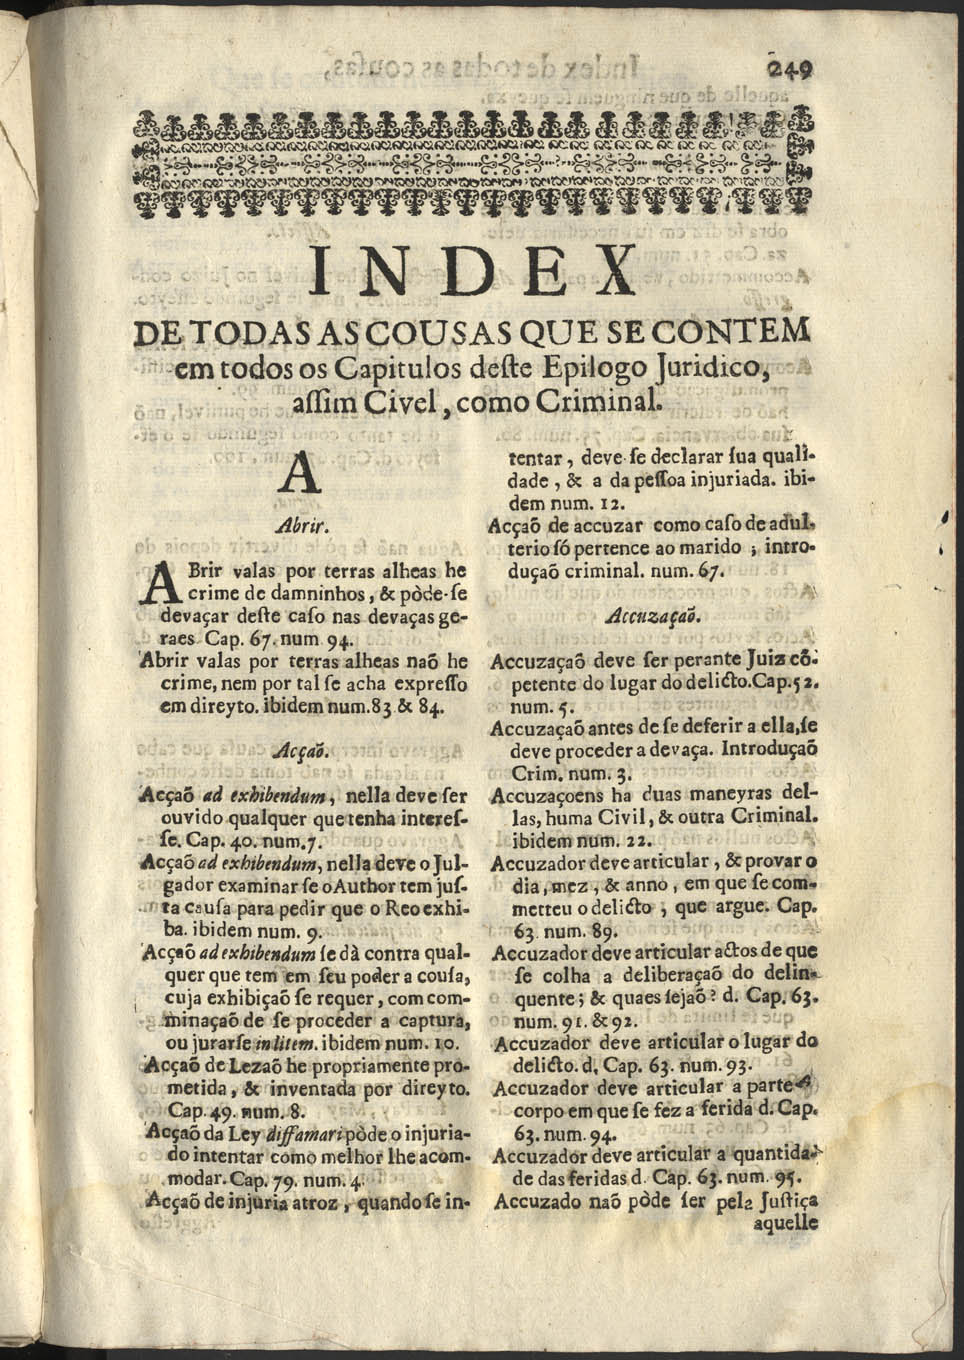 249
INDEX
DE TODAS AS COUSAS QUE SE CONTEM
em todos os Capitulos deſte Epilogo Juridico,
aſſim Civel, como Criminal.
A
Abrir.
ABrir valas por terras alheas he
crime de damninhos, & pòde-ſe
devaçar deſte caſo nas devaças ge-
raes Cap. 67. num 94.
Abrir valas por terras alheas naõ he
crime, nem por tal ſe acha expreſſo
em direyto. ibidem num. 83 & 84.
Acçaõ.
Acçaõ ad exhibendum, nella deve ſer
ouvido qualquer que tenha intereſ-
ſe. Cap. 40. num. 7.
Acçaõ ad exhibendum, nella deve o Jul-
gador examinar ſe o Author tem juſ-
ta cauſa para pedir que o Reo exhi-
ba. ibidem num. 9.
Acçaõ ad exhibendum ſe dà contra qual-
quer que tem em ſeu poder a couſa,
cuja exhibiçaõ ſe requer, com com-
minaçaõ de ſe proceder a captura,
ou jurarſe in litem. ibidem num. 10.
Acçaõ de Lezaõ he propriamente pro-
metida, & inventada por direyto.
Cap. 49. num. 8.
Acçaõ da Ley diffamari pòde o injuria-
do intentar como melhor lhe acom-
modar. Cap. 79. num. 4.
Acçaõ de injuria atroz, quando ſe in-
tentar, deve ſe declarar ſua quali-
dade, & a da peſſoa injuriada. ibi-
dem num. 12.
Acçaõ de accuzar como caſo de adul-
terio ſó pertence ao marido; intro-
duçaõ criminal. num. 67.
Accuzaçaõ.
Accuzaçaõ deve ſer perante Juiz cõ-
petente do lugar do delicto. Cap. 52.
num. 5.
Accuzaçaõ antes de ſe deferir a ella, ſe
deve proceder a devaça. Introduçaõ
Crim. num. 3.
Accuzaçoens ha duas maneyras del-
las, huma Civil, & outra Criminal.
ibidem num. 22.
Accuzador deve articular, & provar o
dia, mez, & anno, em que ſe com-
metteu o delicto, que argue. Cap.
63. num. 89.
Accuzador deve articular actos de que
ſe colha a deliberaçaõ do delin-
quente; & quaes ſejaõ? d. Cap. 63.
num. 91. & 92.
Accuzador deve articular o lugar do
delicto. d. Cap. 63. num. 93.
Accuzador deve articular a parte
corpo em que ſe fez a ferida d. Cap.
63. num. 94.
Accuzador deve articular a quantida-
de das feridas d. Cap. 63. num. 95.
Accuzado naõ pòde ſer pela Juſtiça
aquelle